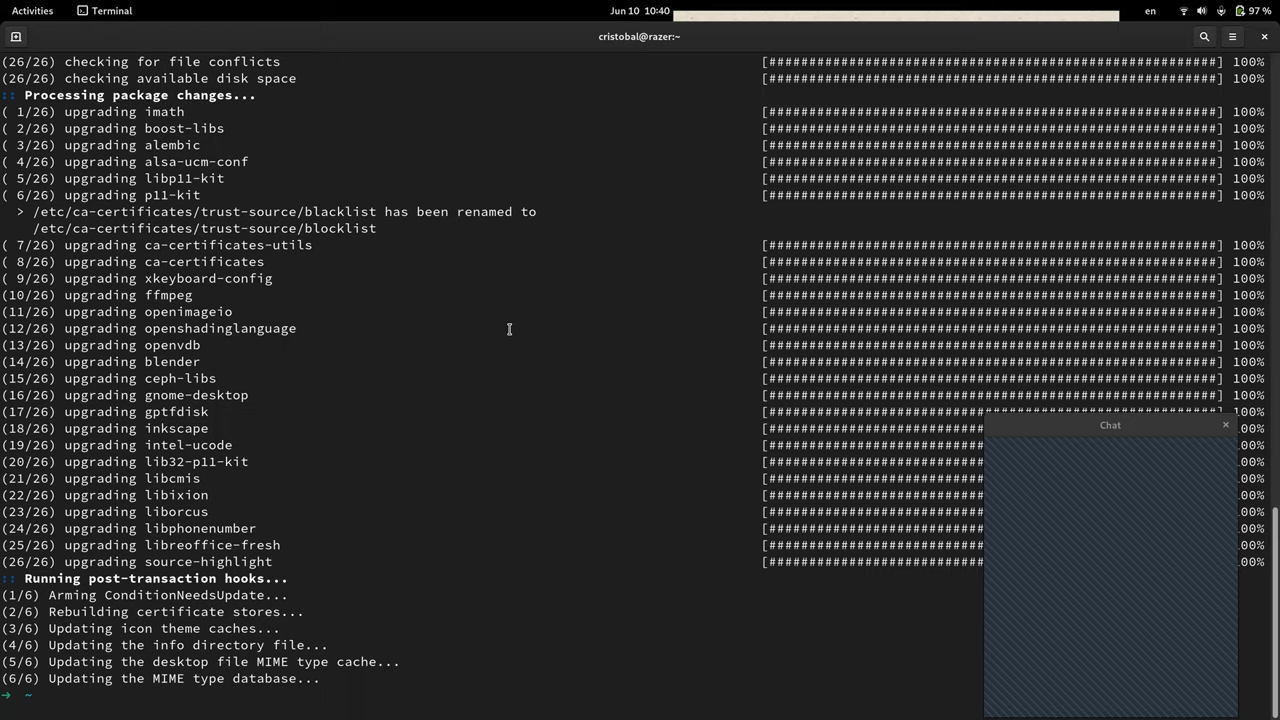 Activities Terminal Jun 10 10:40 en 97 %
cristobal@razer:~
(26/26) checking for file conflicts [########################################################] 100%
(26/26) checking available disk space [########################################################] 100%
:: Processing package changes...
( 1/26) upgrading imath [########################################################] 100%
( 2/26) upgrading boost-libs [########################################################] 100%
( 3/26) upgrading alembic [########################################################] 100%
( 4/26) upgrading alsa-ucm-conf [########################################################] 100%
( 5/26) upgrading libp11-kit [########################################################] 100%
( 6/26) upgrading p11-kit [########################################################] 100%
> /etc/ca-certificates/trust-source/blacklist has been renamed to
/etc/ca-certificates/trust-source/blocklist
( 7/26) upgrading ca-certificates-utils [########################################################] 100%
( 8/26) upgrading ca-certificates [########################################################] 100%
( 9/26) upgrading xkeyboard-config [########################################################] 100%
(10/26) upgrading ffmpeg [########################################################] 100%
(11/26) upgrading openimageio [########################################################] 100%
(12/26) upgrading openshadinglanguage [########################################################] 100%
(13/26) upgrading openvdb [########################################################] 100%
(14/26) upgrading blender [########################################################] 100%
(15/26) upgrading ceph-libs [########################################################] 100%
(16/26) upgrading gnome-desktop [########################################################] 100%
(17/26) upgrading gptfdisk [########################################################] 100%
Chat
(18/26) upgrading inkscape [########################### 00%
(19/26) upgrading intel-ucode [########################### 00%
(20/26) upgrading lib32-p11-kit [########################### 00%
(21/26) upgrading libcmis [########################### 00%
(22/26) upgrading libixion [########################### 00%
(23/26) upgrading liborcus [########################### 00%
(24/26) upgrading libphonenumber [########################### 00%
(25/26) upgrading libreoffice-fresh [########################### 00%
(26/26) upgrading source-highlight [########################### 00%
:: Running post-transaction hooks...
(1/6) Arming ConditionNeedsUpdate...
(2/6) Rebuilding certificate stores...
(3/6) Updating icon theme caches...
(4/6) Updating the info directory file...
(5/6) Updating the desktop file MIME type cache...
(6/6) Updating the MIME type database...
→ ~